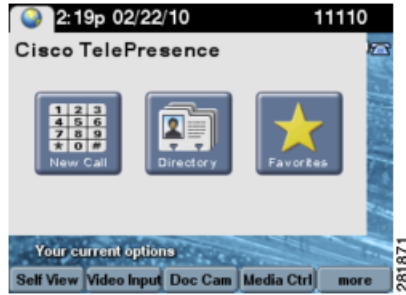 2:19p 02/22/10 11110
Cisco TelePresence
1 2 3
4 5 6
7 8 9
* 0 #
New Call Directory Favorites
Your current options
Self View Video Input Doc Cam Media Ctrl more
281871